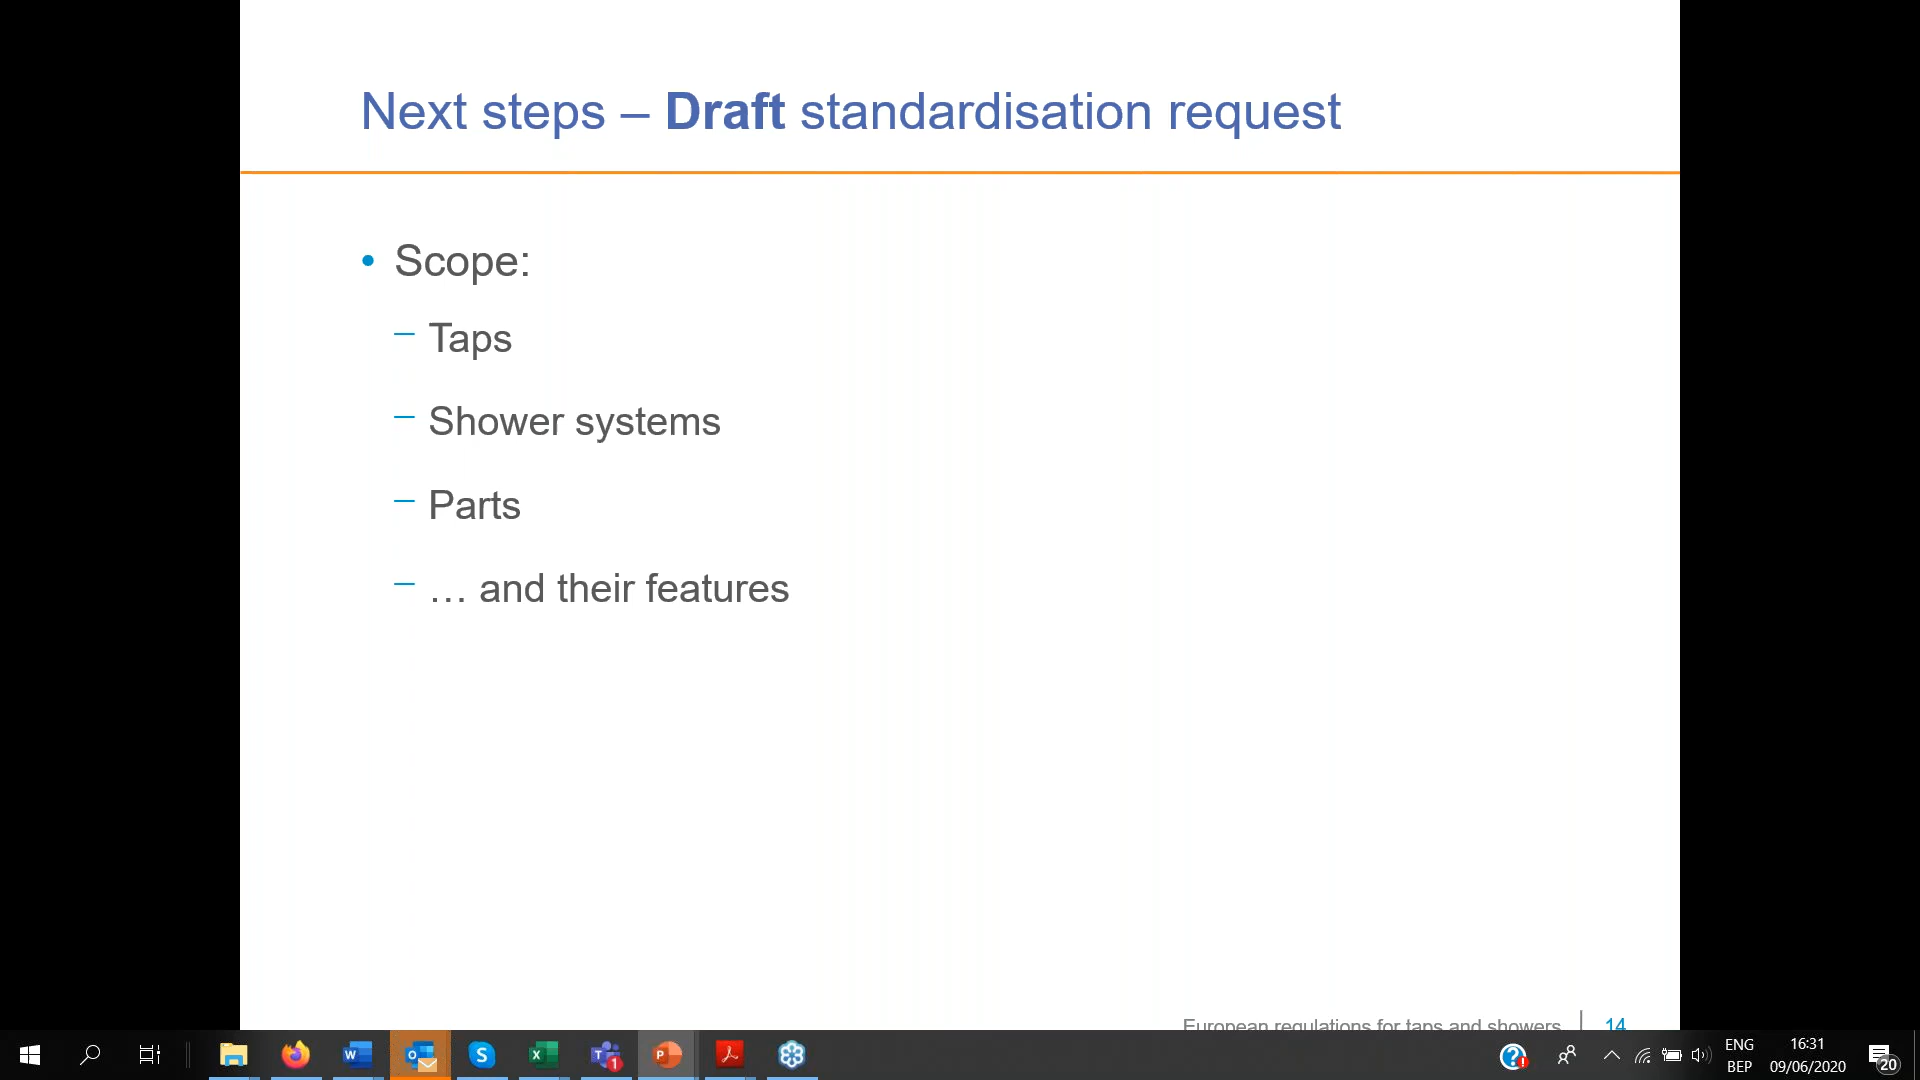 Next steps – Draft standardisation request
• Scope:
– Taps
– Shower systems
– Parts
– … and their features
European regulations for taps and showers
14
ENG
BEP
16:31
09/06/2020
1
20